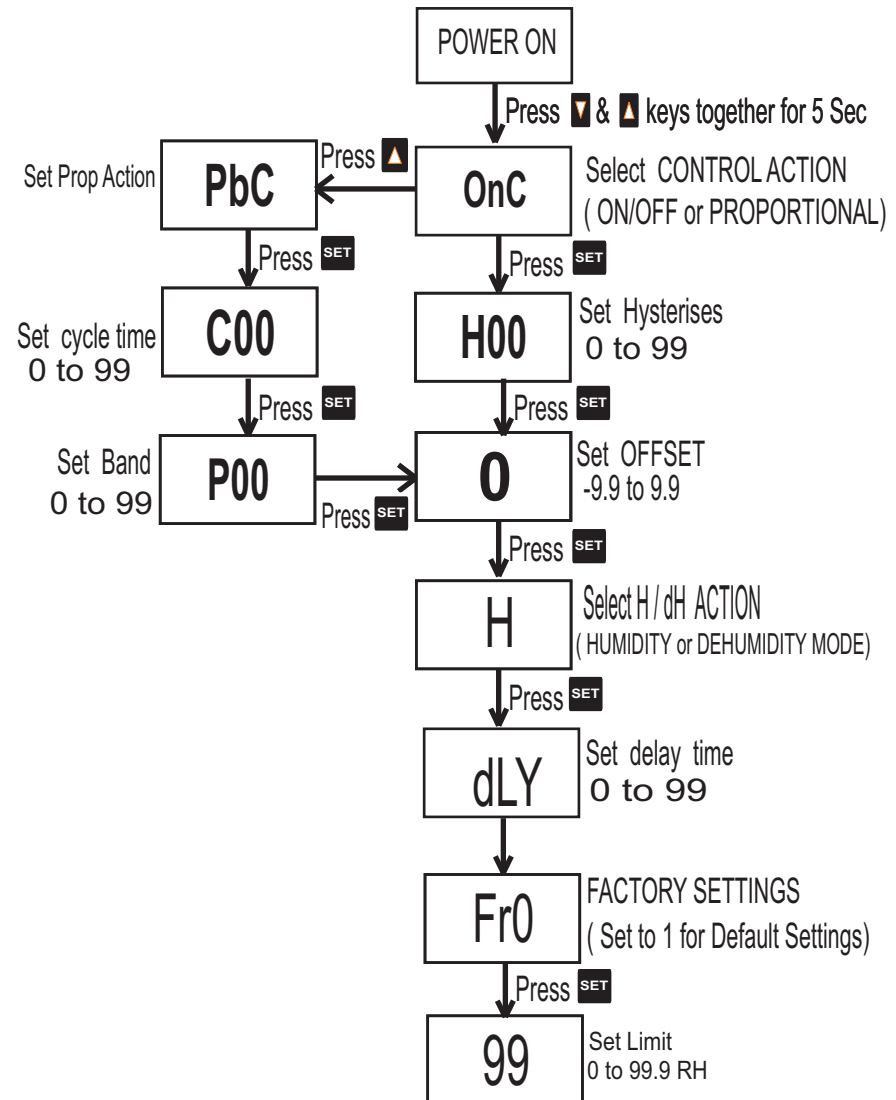 POWER ON
Press & keys together for 5 Sec
Set Prop Action
PbC
Press
OnC
Select CONTROL ACTION
( ON/OFF or PROPORTIONAL)
Press SET
Press SET
Set cycle time
0 to 99
C00
H00
Set Hysterises
0 to 99
Press SET
Press SET
Set Band
0 to 99
P00
Press SET
0
Set OFFSET
-9.9 to 9.9
Press SET
H
Select H / dH ACTION
( HUMIDITY or DEHUMIDITY MODE)
Press SET
dLY
Set delay time
0 to 99
Fr0
FACTORY SETTINGS
( Set to 1 for Default Settings)
Press SET
99
Set Limit
0 to 99.9 RH